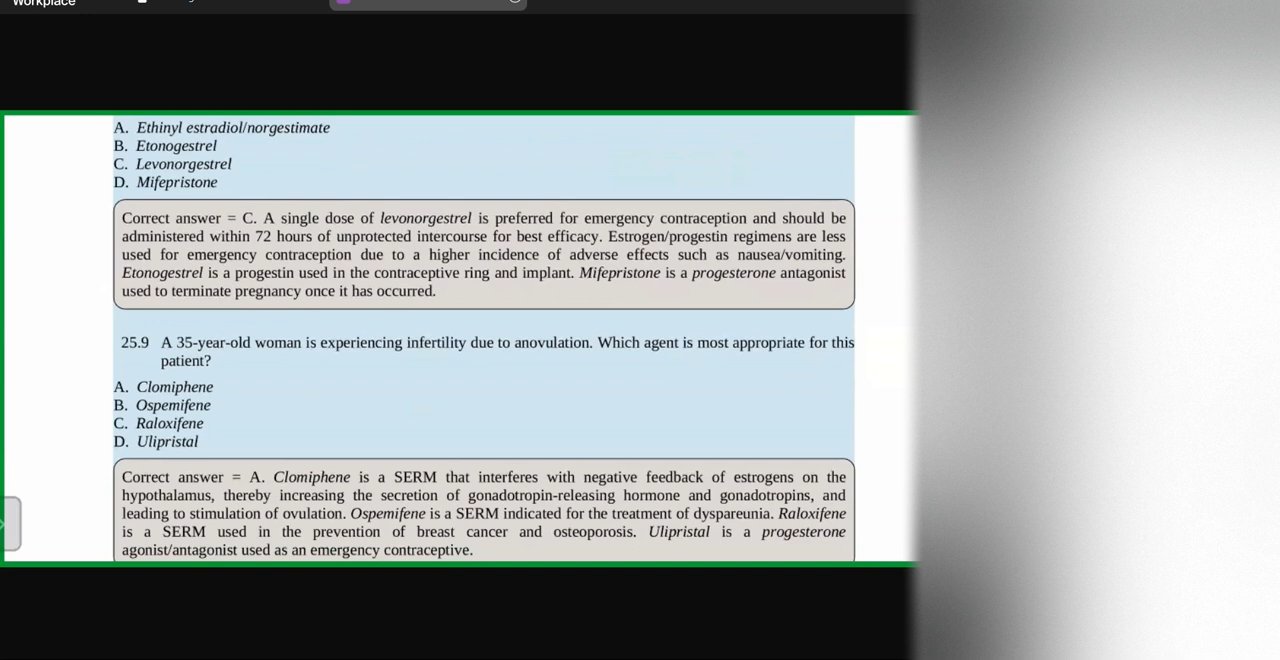 Workplace
A. Ethinyl estradiol/norgestimate
B. Etonogestrel
C. Levonorgestrel
D. Mifepristone
Correct answer = C. A single dose of levonorgestrel is preferred for emergency contraception and should be
administered within 72 hours of unprotected intercourse for best efficacy. Estrogen/progestin regimens are less
used for emergency contraception due to a higher incidence of adverse effects such as nausea/vomiting.
Etonogestrel is a progestin used in the contraceptive ring and implant. Mifepristone is a progesterone antagonist
used to terminate pregnancy once it has occurred.
25.9 A 35-year-old woman is experiencing infertility due to anovulation. Which agent is most appropriate for this
patient?
A. Clomiphene
B. Ospemifene
C. Raloxifene
D. Ulipristal
Correct answer = A. Clomiphene is a SERM that interferes with negative feedback of estrogens on the
hypothalamus, thereby increasing the secretion of gonadotropin-releasing hormone and gonadotropins, and
leading to stimulation of ovulation. Ospemifene is a SERM indicated for the treatment of dyspareunia. Raloxifene
is a SERM used in the prevention of breast cancer and osteoporosis. Ulipristal is a progesterone
agonist/antagonist used as an emergency contraceptive.